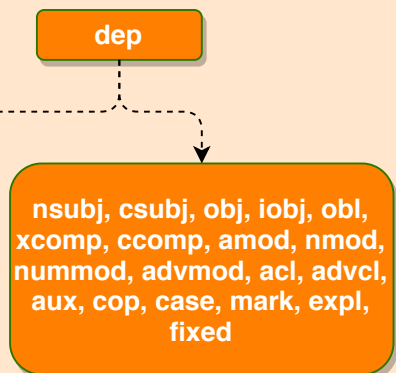 dep
nsubj, csubj, obj, iobj, obl,
xcomp, ccomp, amod, nmod,
nummod, advmod, acl, advcl,
aux, cop, case, mark, expl,
fixed